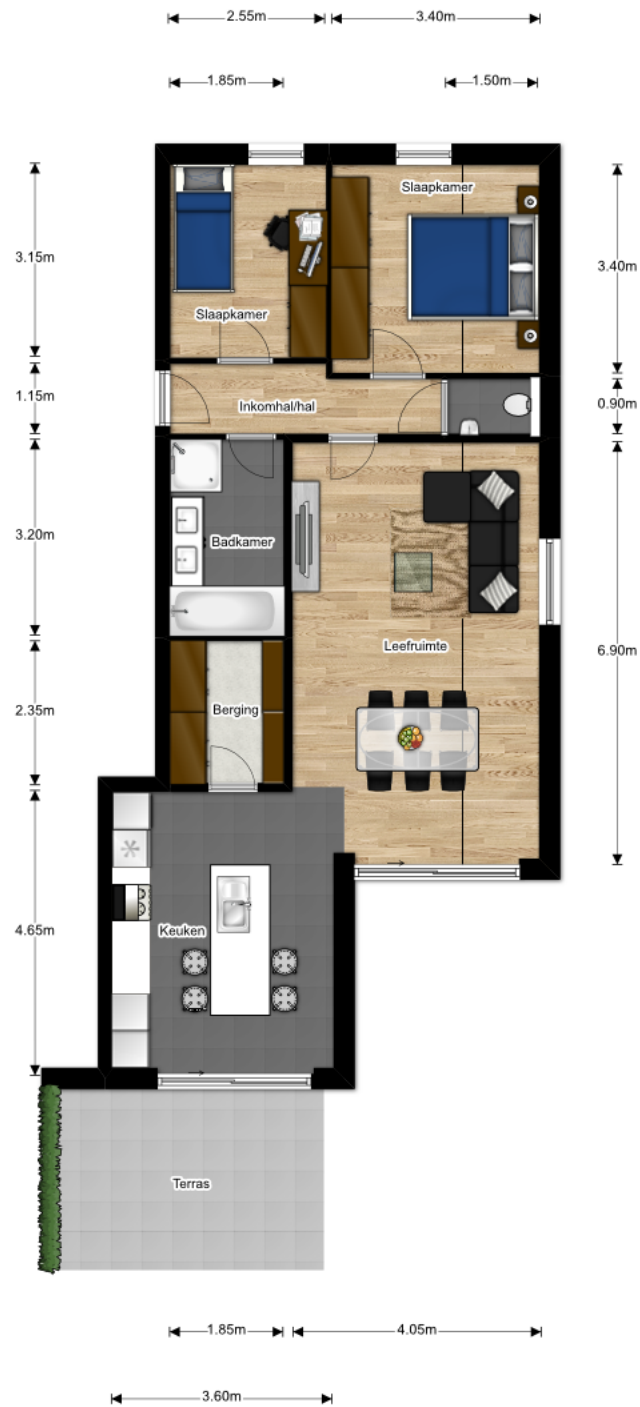 2.55m
3.40m
1.85m
1.50m
Slaapkamer
3.15m
3.40m
Slaapkamer
1.15m
0.90m
Inkomhal/hal
3.20m
Badkamer
Leefruimte
6.90m
2.35m
Berging
4.65m
Keuken
Terras
1.85m
4.05m
3.60m